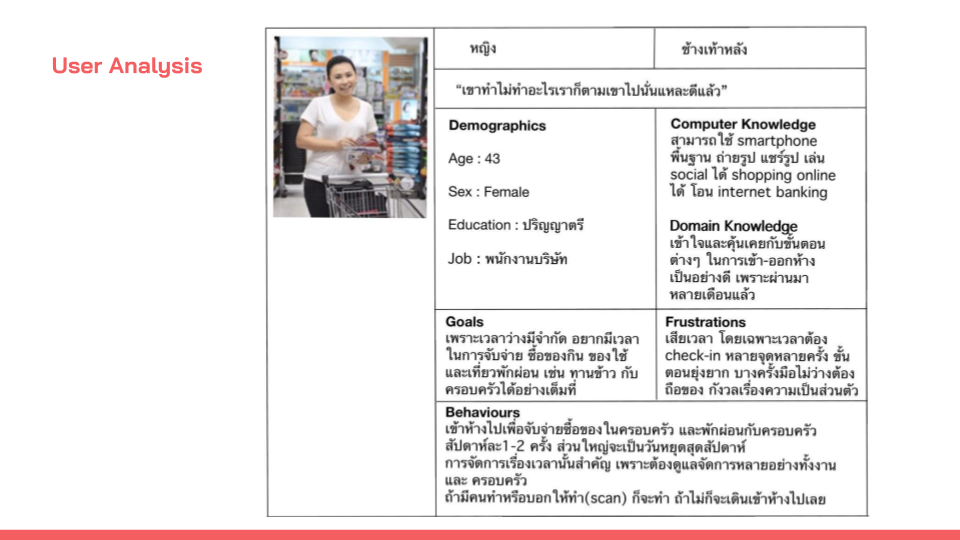 User Analysis
หญิง
ช้างเท้าหลัง
“เขาทำไม่ทำอะไรเราก็ตามเขาไปนั่นแหละดีแล้ว”
Demographics
Age : 43
Sex : Female
Education : ปริญญาตรี
Job : พนักงานบริษัท
Computer Knowledge
สามารถใช้ smartphone
พื้นฐาน ถ่ายรูป แชร์รูป เล่น
social ได้ shopping online
ได้ โอน internet banking
Domain Knowledge
เข้าใจและคุ้นเคยกับขั้นตอน
ต่างๆ ในการเข้า-ออกห้าง
เป็นอย่างดี เพราะผ่านมา
หลายเดือนแล้ว
Goals
เพราะเวลาว่างมีจำกัด อยากมีเวลา
ในการจับจ่าย ซื้อของกิน ของใช้
และเที่ยวพักผ่อน เช่น ทานข้าว กับ
ครอบครัวได้อย่างเต็มที่
Frustrations
เสียเวลา โดยเฉพาะเวลาต้อง
check-in หลายจุดหลายครั้ง ขั้น
ตอนยุ่งยาก บางครั้งมือไม่ว่างต้อง
ถือของ กังวลเรื่องความเป็นส่วนตัว
Behaviours
เข้าห้างไปเพื่อจับจ่ายซื้อของในครอบครัว และพักผ่อนกับครอบครัว
สัปดาห์ละ1-2 ครั้ง ส่วนใหญ่จะเป็นวันหยุดสุดสัปดาห์
การจัดการเรื่องเวลานั้นสำคัญ เพราะต้องดูแลจัดการหลายอย่างทั้งงาน
และ ครอบครัว
ถ้ามีคนทำหรือบอกให้ทำ(scan) ก็จะทำ ถ้าไม่ก็จะเดินเข้าห้างไปเลย